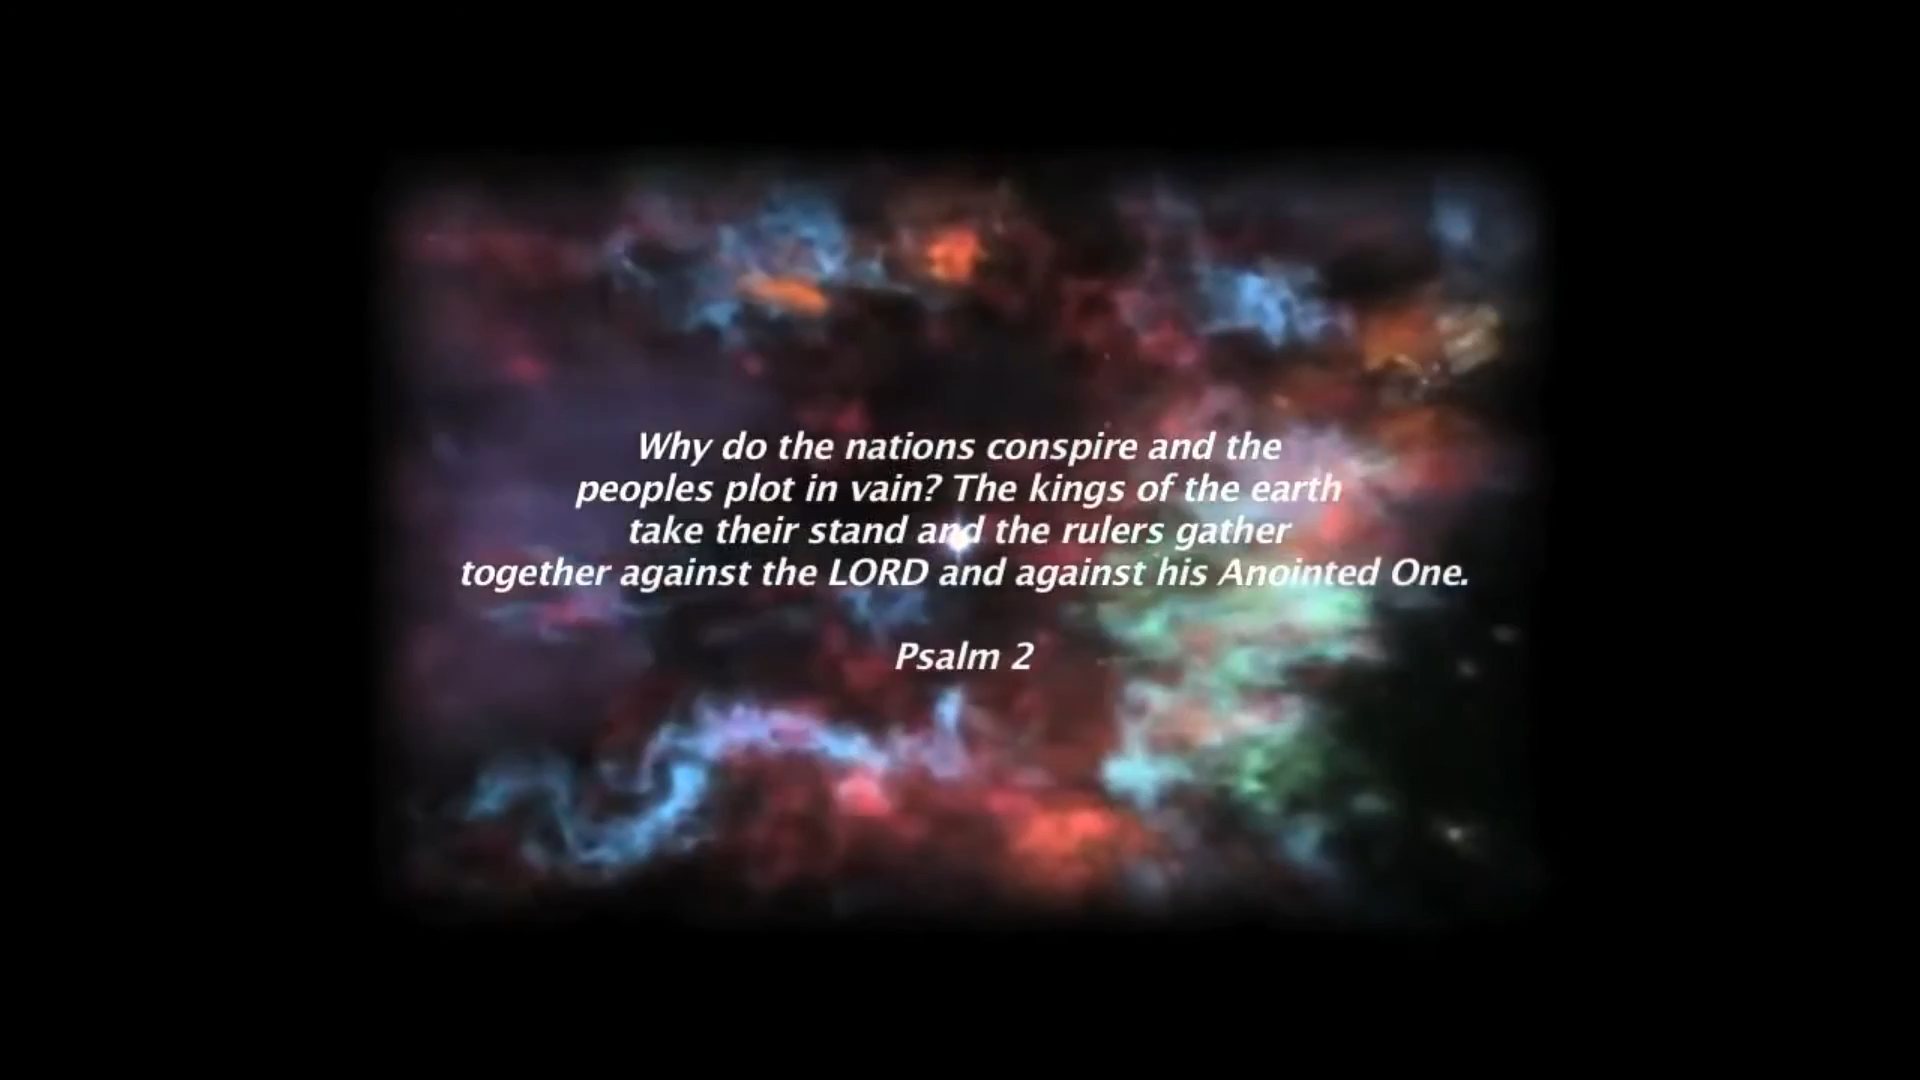 Why do the nations conspire and the
peoples plot in vain? The kings of the earth
take their stand and the rulers gather
together against the LORD and against his Anointed One.
Psalm 2